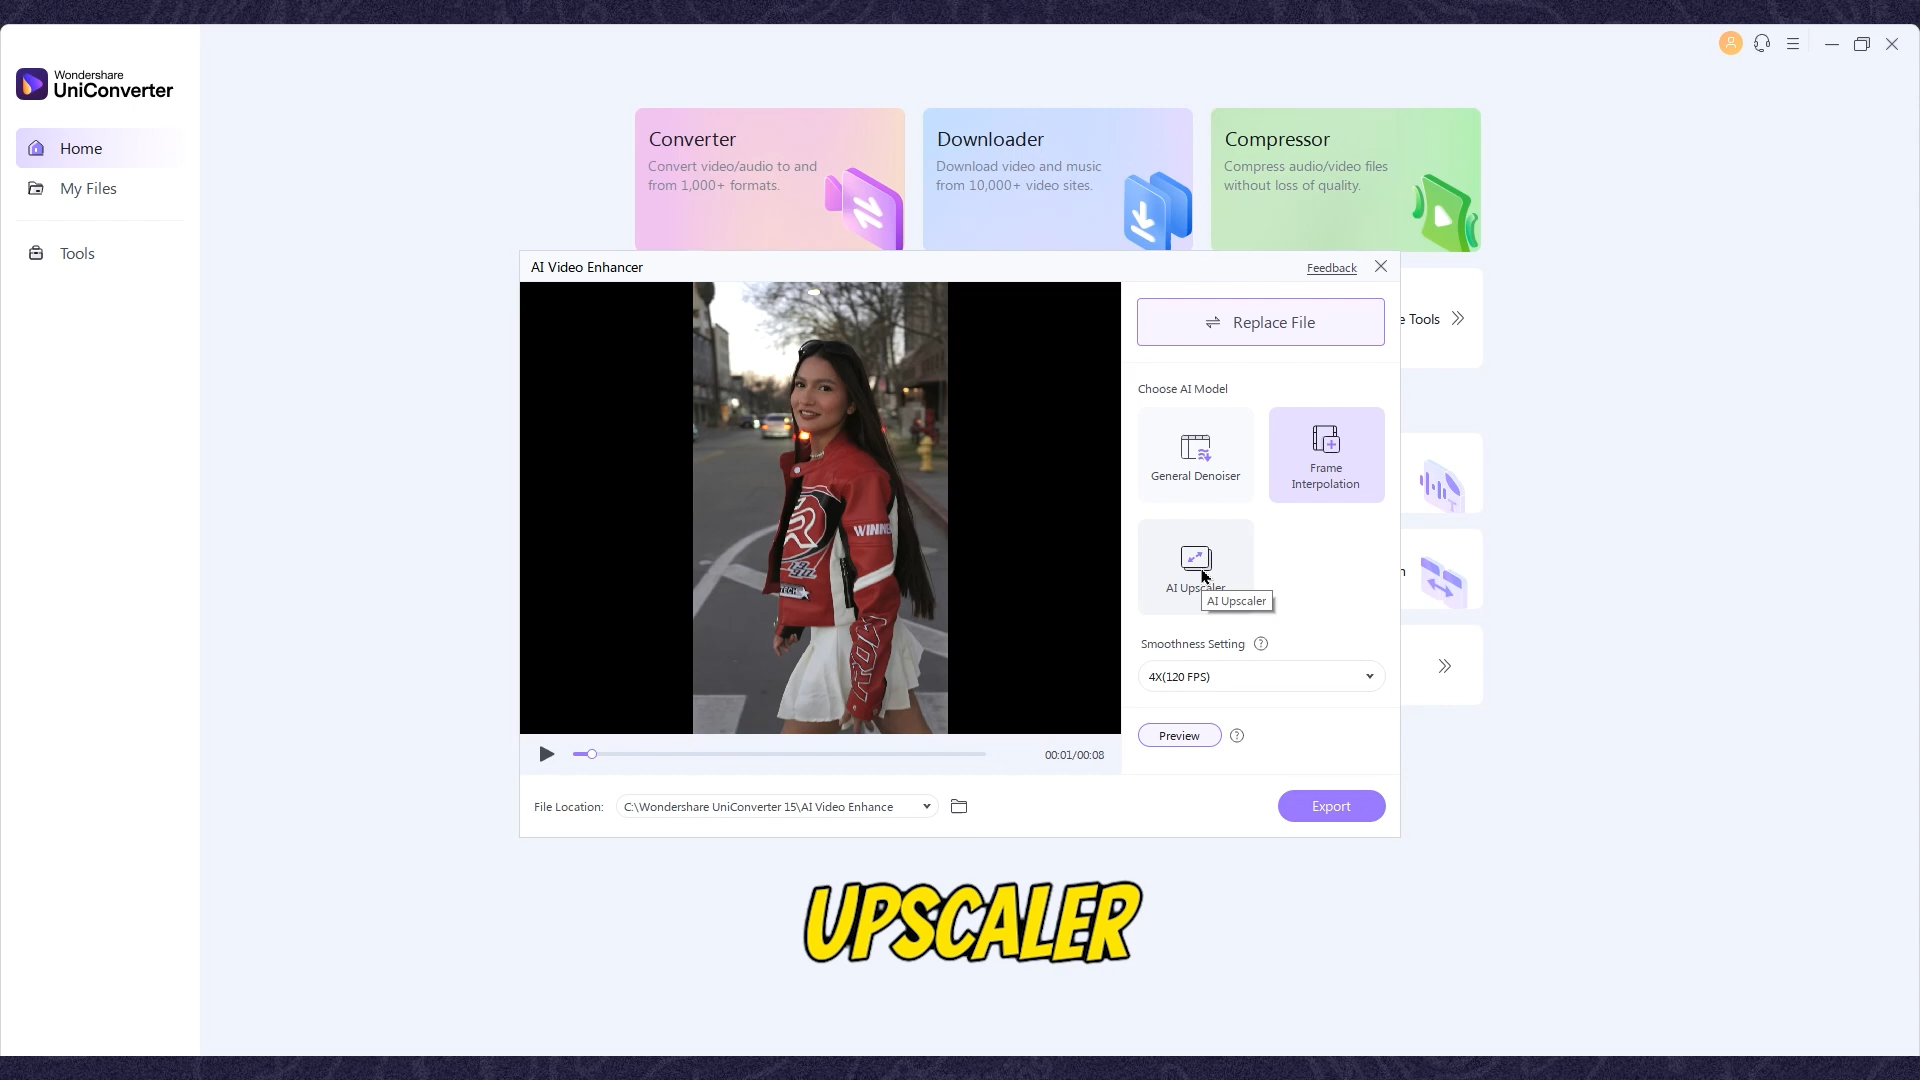 Wondershare
UniConverter
Home
My Files
Tools
Converter
Convert video/audio to and
from 1,000+ formats.
Downloader
Download video and music
from 10,000+ video sites.
Compressor
Compress audio/video files
without loss of quality.
AI Video Enhancer
Feedback
Replace File
Tools
Choose AI Model
General Denoiser
Frame
Interpolation
AI Upscaler
AI Upscaler
Smoothness Setting
4X(120 FPS)
Preview
WINNE
R
TECH
00:01/00:08
File Location:
C:\Wondershare UniConverter 15\AI Video Enhance
Export
UPSCALER